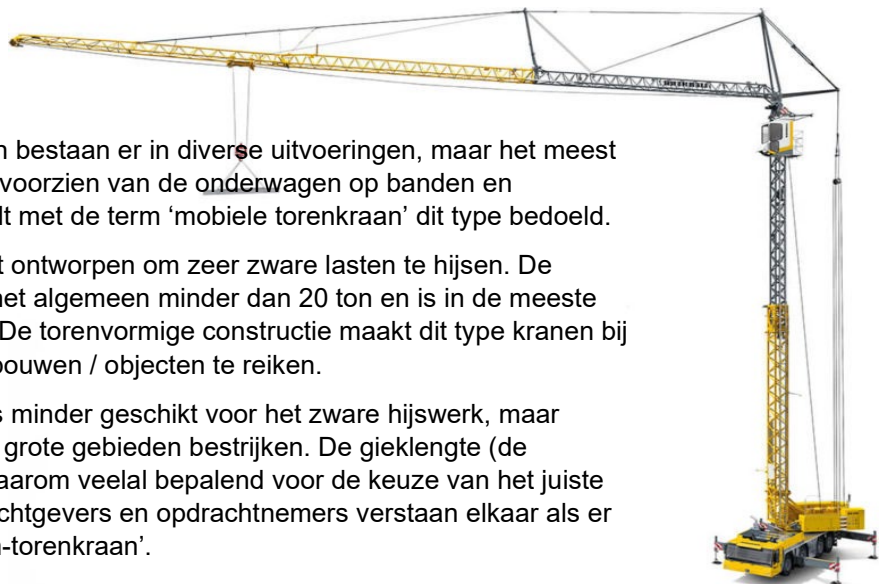 n bestaan er in diverse uitvoeringen, maar het meest
voorzien van de onderwagen op banden en
lt met de term ‘mobiele torenkraan’ dit type bedoeld.
t ontworpen om zeer zware lasten te hijsen. De
het algemeen minder dan 20 ton en is in de meeste
De torenvormige constructie maakt dit type kranen bij
bouwen / objecten te reiken.
s minder geschikt voor het zware hijswerk, maar
grote gebieden bestrijken. De gieklengte (de
aarom veelal bepalend voor de keuze van het juiste
chtgevers en opdrachtnemers verstaan elkaar als er
n-torenkraan’.